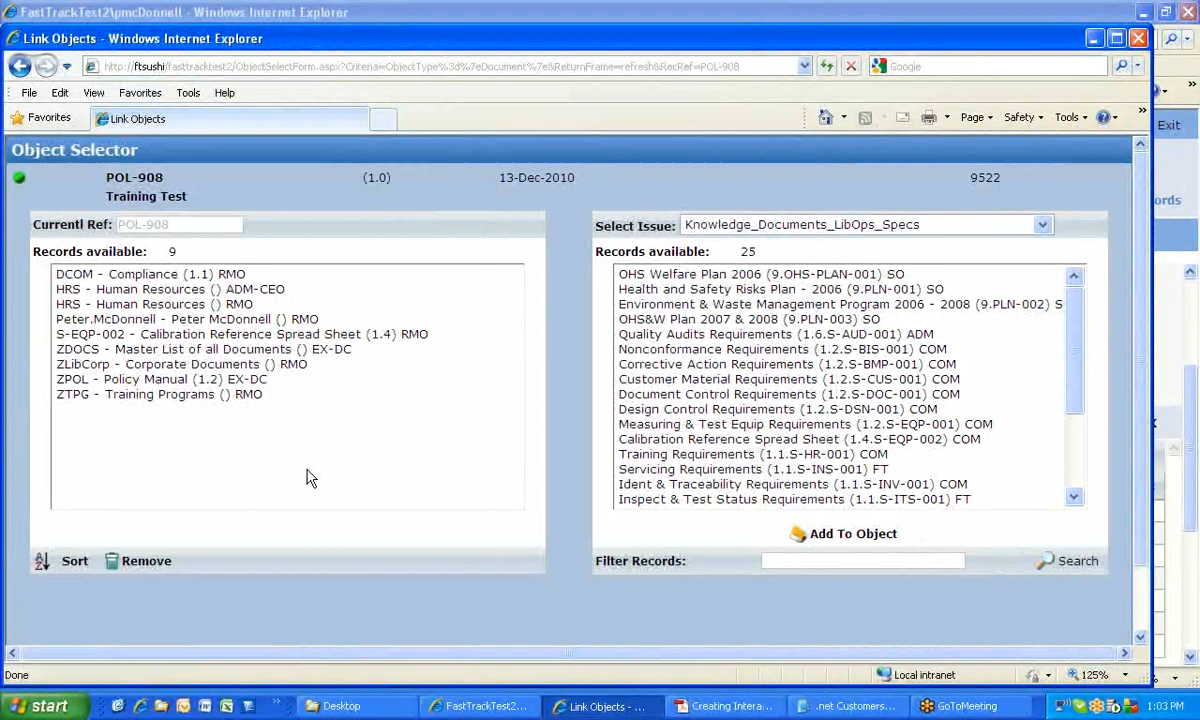 FastTrackTest2\pmcDonnell - Windows Internet Explorer
Link Objects - Windows Internet Explorer
http://ftsushi/fasttracktest2/ObjectSelectForm.aspx?Criteria=ObjectType%3d%7eDocument%7e&ReturnFrame=refresh&RecRef=POL-908
Google
File Edit View Favorites Tools Help
Favorites Link Objects Page Safety Tools
Exit
Object Selector
POL-908 (1.0) 13-Dec-2010 9522
Training Test
Currentl Ref: POL-908
Records available: 9
DCOM - Compliance (1.1) RMO
HRS - Human Resources () ADM-CEO
HRS - Human Resources () RMO
Peter.McDonnell - Peter McDonnell () RMO
S-EQP-002 - Calibration Reference Spread Sheet (1.4) RMO
ZDOCS - Master List of all Documents () EX-DC
ZLibCorp - Corporate Documents () RMO
ZPOL - Policy Manual (1.2) EX-DC
ZTPG - Training Programs () RMO
Sort Remove
Select Issue: Knowledge_Documents_LibOps_Specs
Records available: 25
OHS Welfare Plan 2006 (9.OHS-PLAN-001) SO
Health and Safety Risks Plan - 2006 (9.PLN-001) SO
Environment & Waste Management Program 2006 - 2008 (9.PLN-002) S
OHS&W Plan 2007 & 2008 (9.PLN-003) SO
Quality Audits Requirements (1.6.S-AUD-001) ADM
Nonconformance Requirements (1.2.S-BIS-001) COM
Corrective Action Requirements (1.2.S-BMP-001) COM
Customer Material Requirements (1.2.S-CUS-001) COM
Document Control Requirements (1.2.S-DOC-001) COM
Design Control Requirements (1.2.S-DSN-001) COM
Measuring & Test Equip Requirements (1.2.S-EQP-001) COM
Calibration Reference Spread Sheet (1.4.S-EQP-002) COM
Training Requirements (1.1.S-HR-001) COM
Servicing Requirements (1.1.S-INS-001) FT
Ident & Traceability Requirements (1.1.S-INV-001) COM
Inspect & Test Status Requirements (1.1.S-ITS-001) FT
Add To Object
Filter Records: Search
ords
Done Local intranet 125%
start Desktop FastTrackTest2... Link Objects - ... Creating Intera... .net Customers... GoToMeeting 1:03 PM